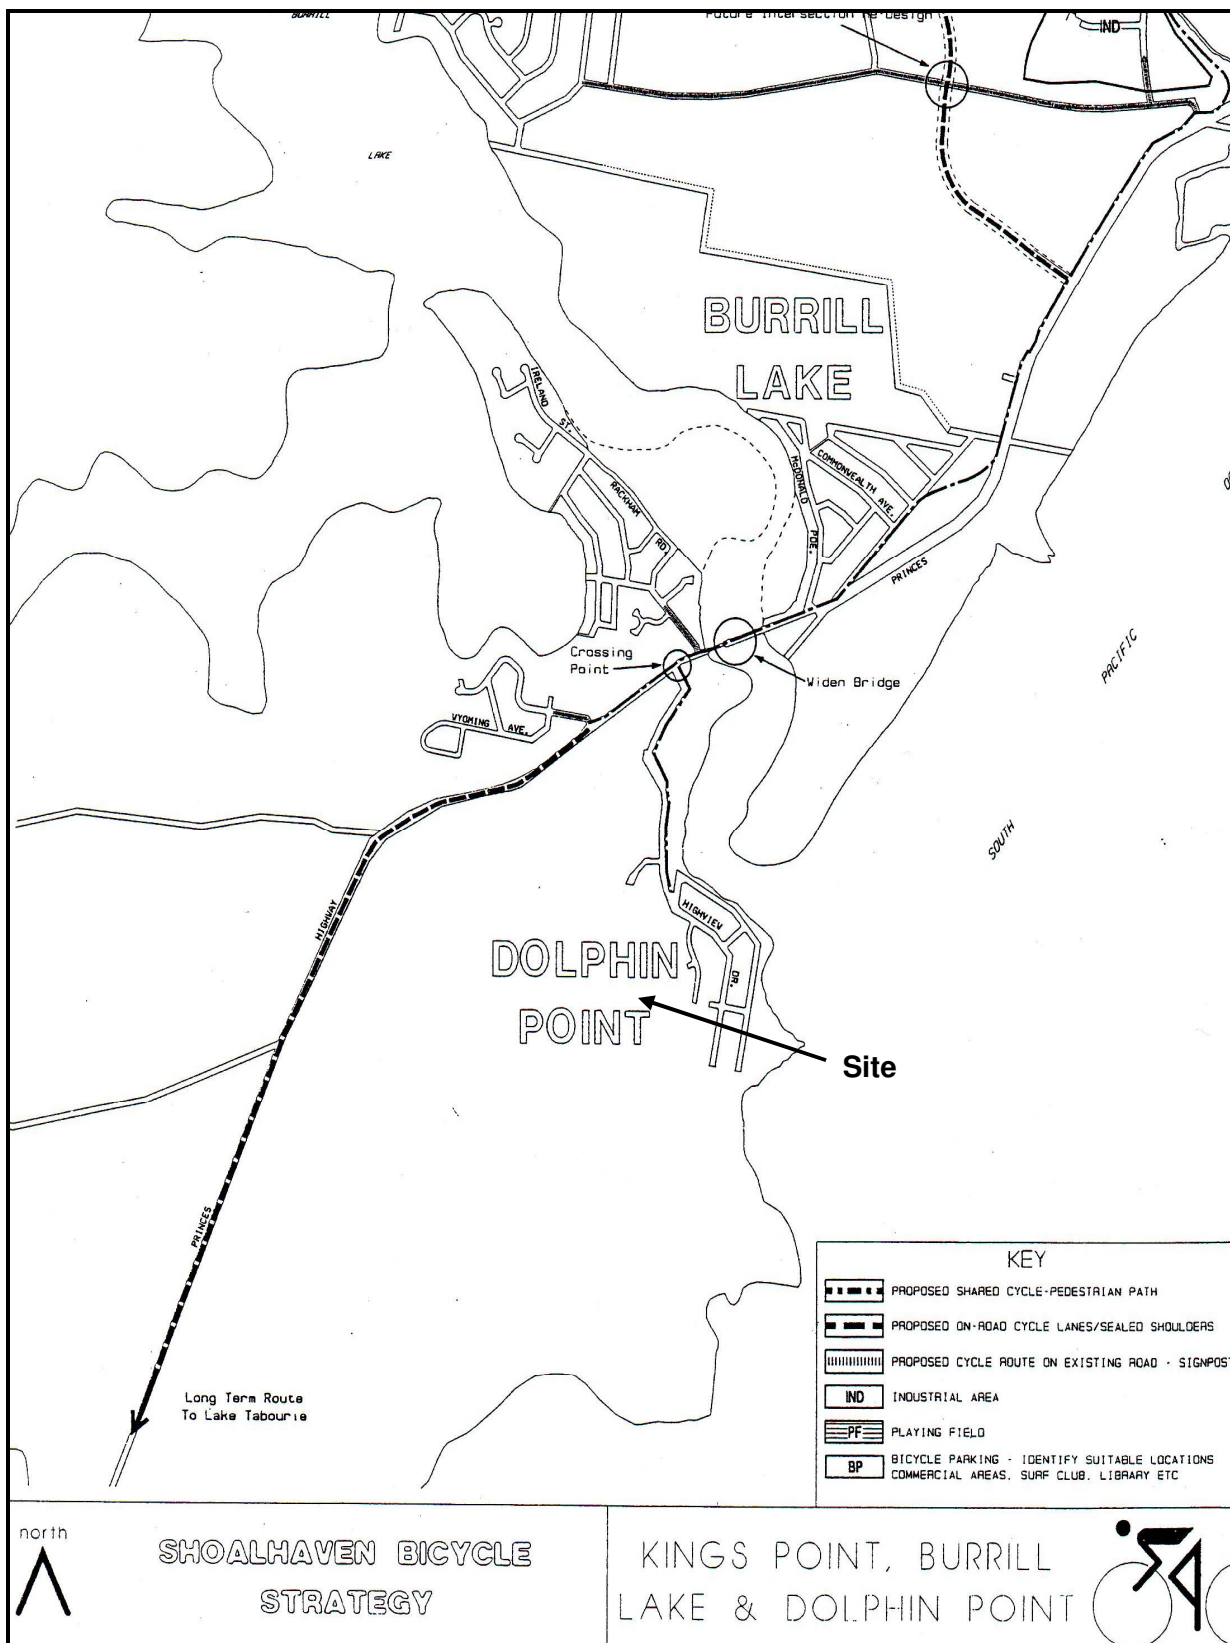 BURRILL
Future Intersection Re-Design
IND
LAKE
BURRILL
LAKE
IRELAND
ST.
McDONALD
COMMONWEALTH AVE.
RACKHAM
RD.
PDE.
PRINCES
Crossing
Point
PACIFIC
Widen Bridge
WYOMING AVE.
SOUTH
HIGHWAY
HIGHVIEW
DOLPHIN
POINT
DR.
Site
PRINCES
KEY
PROPOSED SHARED CYCLE-PEDESTRIAN PATH
PROPOSED ON-ROAD CYCLE LANES/SEALED SHOULDERS
PROPOSED CYCLE ROUTE ON EXISTING ROAD - SIGNPOST
IND INDUSTRIAL AREA
PF PLAYING FIELD
BP BICYCLE PARKING - IDENTIFY SUITABLE LOCATIONS
COMMERCIAL AREAS. SURF CLUB. LIBRARY ETC
Long Term Route
To Lake Tabourie
north
SHOALHAVEN BICYCLE
STRATEGY
KINGS POINT, BURRILL
LAKE & DOLPHIN POINT